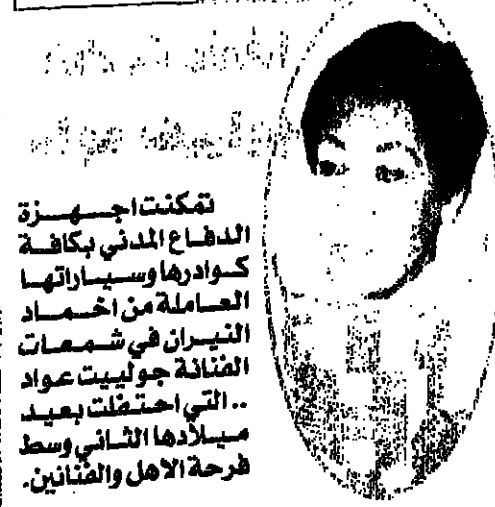 تمكنت اجهزة
الدفاع المدني بكافة
كوادرها وسياراتها
العاملة من اخماد
النيران في شمعات
الفنانة جولييت عواد
.. التي احتفلت بعيد
ميلادها الثاني وسط
فرحة الاهل والفنانين.